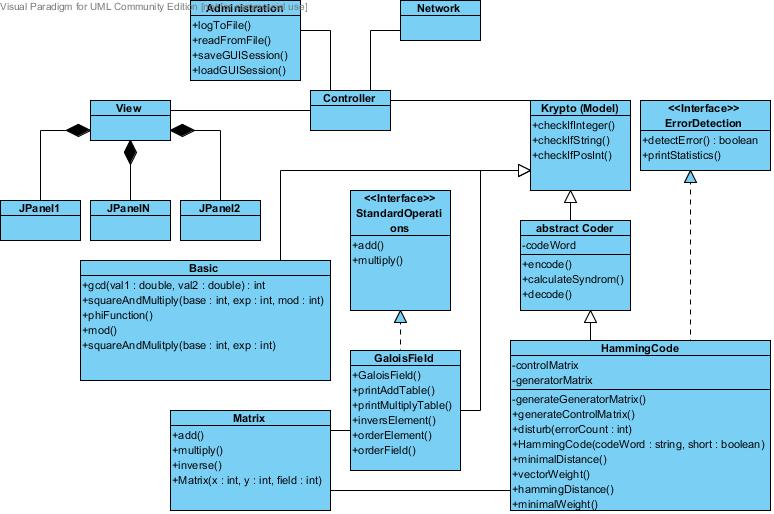 Visual Paradigm for UML Community Edition [not for commercial use]
Administration
+logToFile()
+readFromFile()
+saveGUISession()
+loadGUISession()
Network
Controller
View
JPanel1
JPanelN
JPanel2
Krypto (Model)
+checkIfInteger()
+checkIfString()
+checkIfPosInt()
<<Interface>>
ErrorDetection
+detectError() : boolean
+printStatistics()
<<Interface>>
StandardOperati
ons
+add()
+multiply()
abstract Coder
-codeWord
+encode()
+calculateSyndrom()
+decode()
Basic
+gcd(val1 : double, val2 : double) : int
+squareAndMultiply(base : int, exp : int, mod : int)
+phiFunction()
+mod()
+squareAndMulitply(base : int, exp : int)
GaloisField
+GaloisField()
+printAddTable()
+printMultiplyTable()
+inversElement()
+orderElement()
+orderField()
HammingCode
-controlMatrix
-generatorMatrix
-generateGeneratorMatrix()
+generateControlMatrix()
+disturb(errorCount : int)
+HammingCode(codeWord : string, short : boolean)
+minimalDistance()
+vectorWeight()
+hammingDistance()
+minimalWeight()
Matrix
+add()
+multiply()
+inverse()
+Matrix(x : int, y : int, field : int)